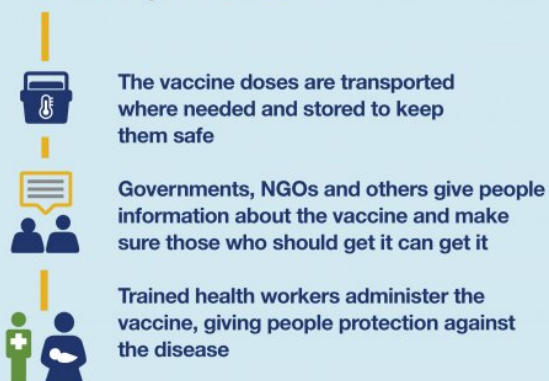 The vaccine doses are transported
where needed and stored to keep
them safe
Governments, NGOs and others give people
information about the vaccine and make
sure those who should get it can get it
Trained health workers administer the
vaccine, giving people protection against
the disease